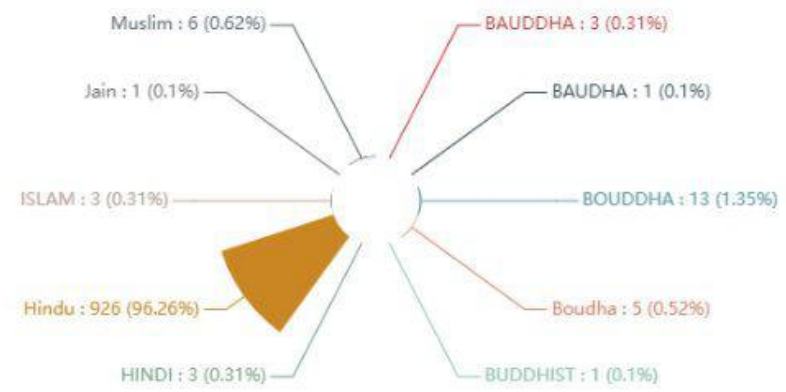 Muslim : 6 (0.62%)
BAUDDHA : 3 (0.31%)
Jain : 1 (0.1%)
BAUDHA : 1 (0.1%)
ISLAM : 3 (0.31%)
BOUDDHA : 13 (1.35%)
Hindu : 926 (96.26%)
Boudha : 5 (0.52%)
HINDI : 3 (0.31%)
BUDDHIST : 1 (0.1%)